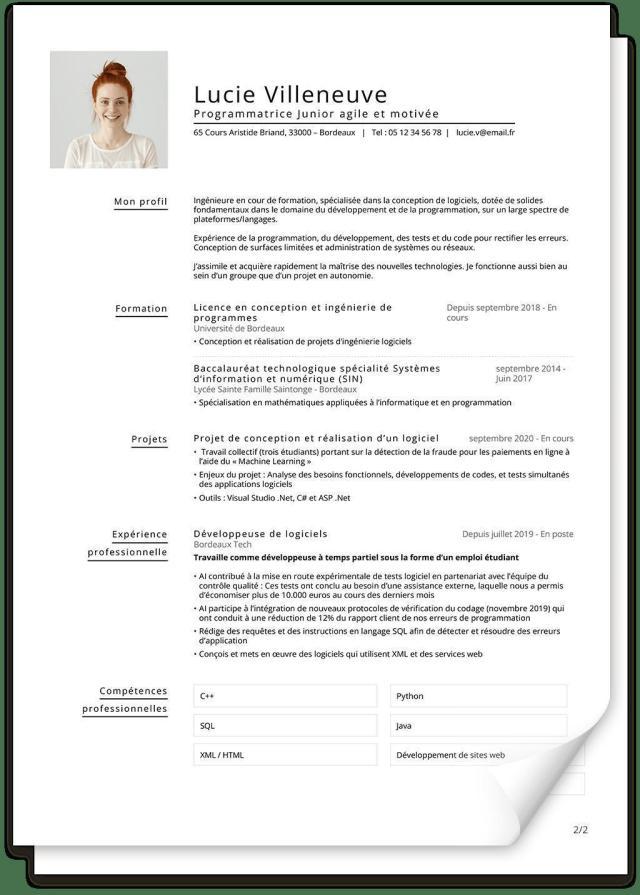 Lucie Villeneuve
Programmatrice Junior agile et motivée
65 Cours Aristide Briand, 33000 – Bordeaux | Tel : 05 12 34 56 78 | lucie.v@email.fr
Mon profil
Ingénieure en cour de formation, spécialisée dans la conception de logiciels, dotée de solides
fondamentaux dans le domaine du développement et de la programmation, sur un large spectre de
plateformes/langages.
Expérience de la programmation, du développement, des tests et du code pour rectifier les erreurs.
Conception de surfaces limitées et administration de systèmes ou réseaux.
J'assimile et acquière rapidement la maîtrise des nouvelles technologies. Je fonctionne aussi bien au
sein d'un groupe que d'un projet en autonomie.
Formation
Licence en conception et ingénierie de
programmes
Depuis septembre 2018 - En
cours
Université de Bordeaux
• Conception et réalisation de projets d'ingénierie logiciels
Baccalauréat technologique spécialité Systèmes
d'information et numérique (SIN)
septembre 2014 -
Juin 2017
Lycée Sainte Famille Saintonge - Bordeaux
• Spécialisation en mathématiques appliquées à l'informatique et en programmation
Projets
Projet de conception et réalisation d'un logiciel
septembre 2020 - En cours
• Travail collectif (trois étudiants) portant sur la détection de la fraude pour les paiements en ligne à
l'aide du « Machine Learning »
• Enjeux du projet : Analyse des besoins fonctionnels, développements de codes, et tests simultanés
des applications logiciels
• Outils : Visual Studio .Net, C# et ASP .Net
Expérience
professionnelle
Développeuse de logiciels
Depuis juillet 2019 - En poste
Bordeaux Tech
Travaille comme développeuse à temps partiel sous la forme d'un emploi étudiant
• AI contribué à la mise en route expérimentale de tests logiciel en partenariat avec l'équipe du
contrôle qualité : Ces tests ont conclu au besoin d'une assistance externe, laquelle nous a permis
d'économiser plus de 10.000 euros au cours des derniers mois
• AI participe à l'intégration de nouveaux protocoles de vérification du codage (novembre 2019) qui
ont conduit à une réduction de 12% du rapport client de nos erreurs de programmation
• Rédige des requêtes et des instructions en langage SQL afin de détecter et résoudre des erreurs
d'application
• Conçois et mets en œuvre des logiciels qui utilisent XML et des services web
Compétences
professionnelles
C++
Python
SQL
Java
XML / HTML
Développement de sites web
2/2